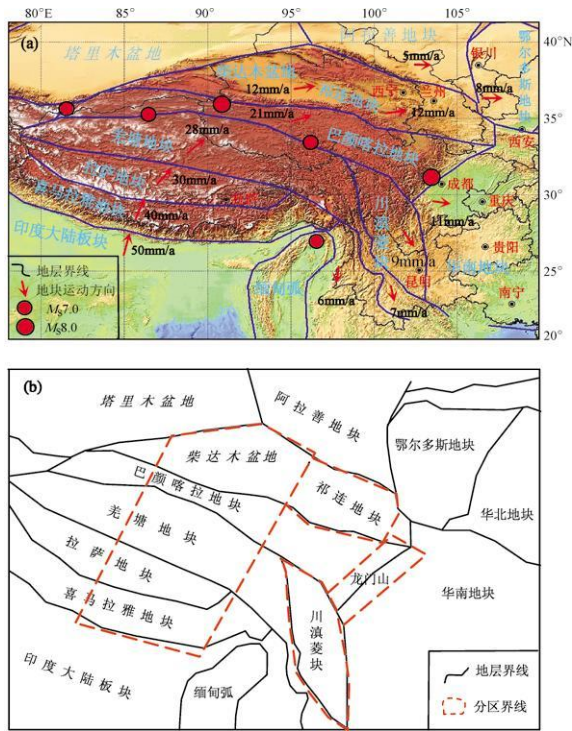 80°E
85°
90°
95°
100°
105°
(a)
塔里木盆地
阿拉善地块
40°N
5mm/a
银川
鄂尔多斯地块
8mm/a
柴达木盆地
12mm/a
西宁
兰州
祁连地块
21mm/a
12mm/a
28mm/a
羌塘地块
巴颜喀拉地块
35°
西安
拉萨地块
30mm/a
喜马拉雅地块
40mm/a
成都
30°
重庆
11mm/a
印度大陆板块
50mm/a
川滇菱块
9mm/a
贵阳
华南地块
昆明
25°
缅甸弧
6mm/a
7mm/a
南宁
20°
地层界线
地块运动方向
Ms7.0
Ms8.0
(b)
塔里木盆地
阿拉善地块
柴达木盆地
鄂尔多斯地块
巴颜喀拉地块
祁连地块
华北地块
羌塘地块
拉萨地块
龙门山
华南地块
喜马拉雅地块
川滇菱块
印度大陆板块
缅甸弧
地层界线
分区界线